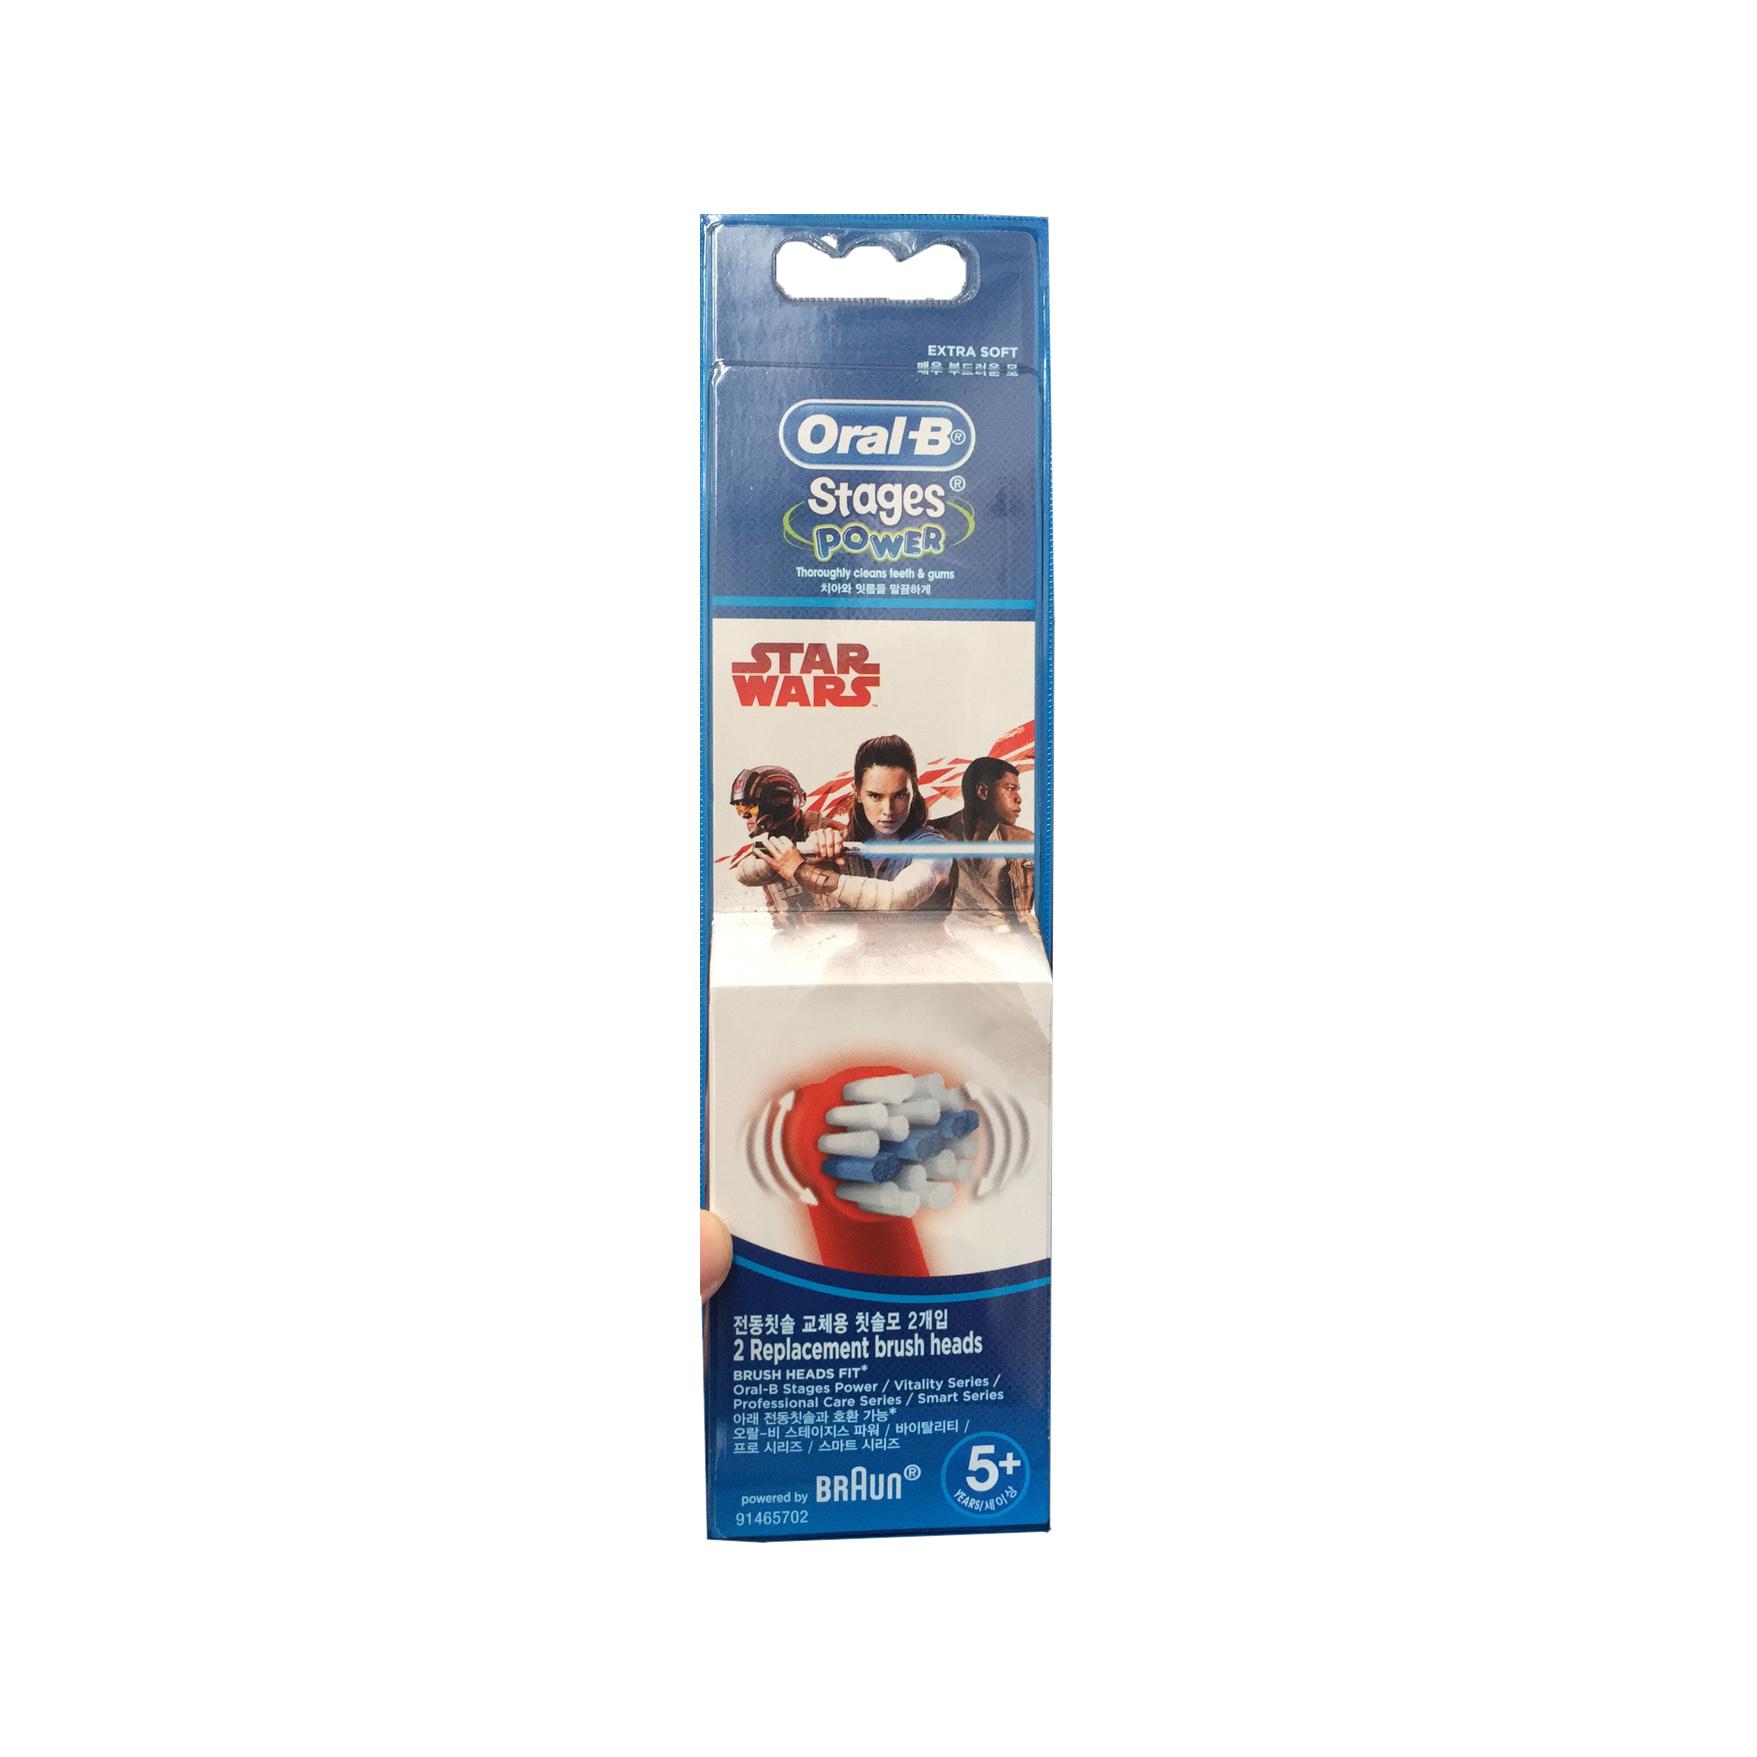 EXTRA SOFT
매우 부드러운 모
Oral-B®
Stages®
POWER
Thoroughly cleans teeth & gums
치아와 잇몸을 말끔하게
STAR
WARS™
전동칫솔 교체용 칫솔모 2개입
2 Replacement brush heads
BRUSH HEADS FIT*
Oral-B Stages Power / Vitality Series /
Professional Care Series / Smart Series
아래 전동칫솔과 호환 가능*
오랄-비 스테이지스 파워 / 바이탈리티 /
프로 시리즈 / 스마트 시리즈
powered by BRAUN®
5+
YEARS/세이상
91465702